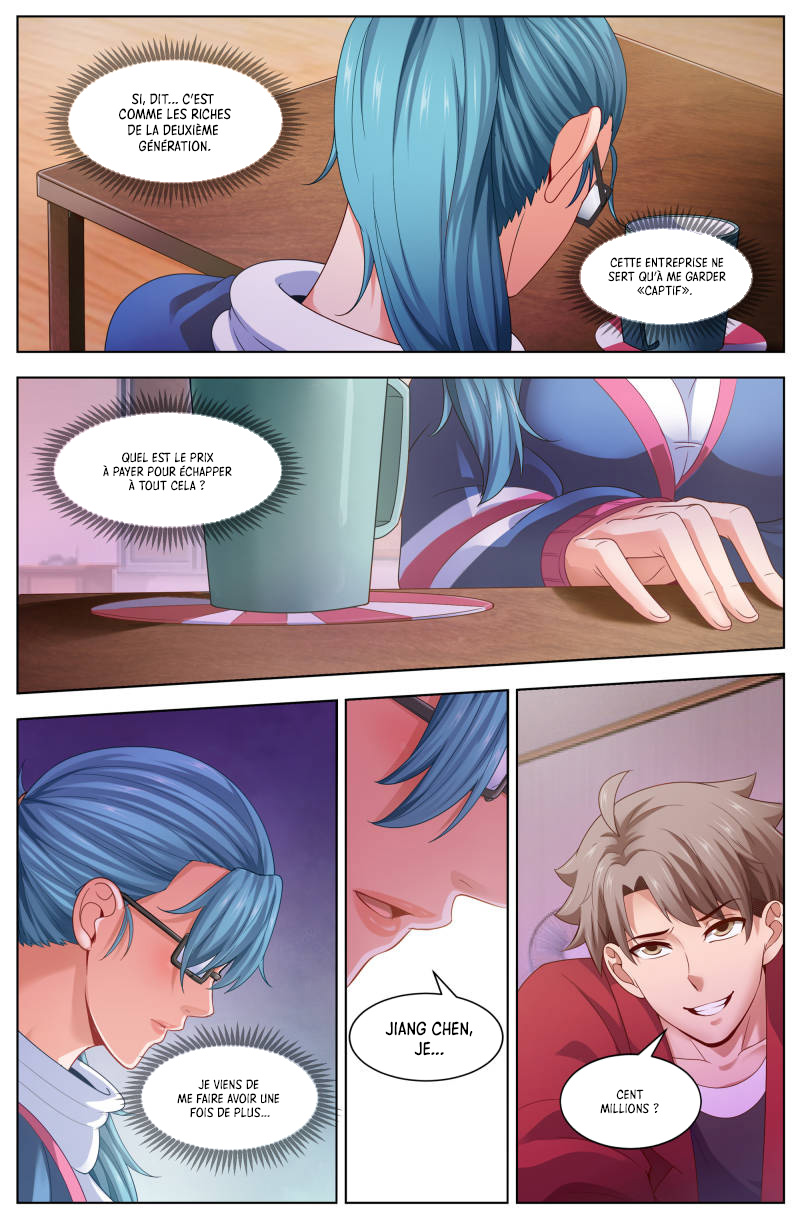 SI, DIT... C'EST
COMME LES RICHES
DE LA DEUXIÈME
GÉNÉRATION.
CETTE ENTREPRISE NE
SERT QU'À ME GARDER
«CAPTIF».
QUEL EST LE PRIX
À PAYER POUR ÉCHAPPER
À TOUT CELA ?
JE VIENS DE
ME FAIRE AVOIR UNE
FOIS DE PLUS...
JIANG CHEN,
JE...
CENT
MILLIONS ?